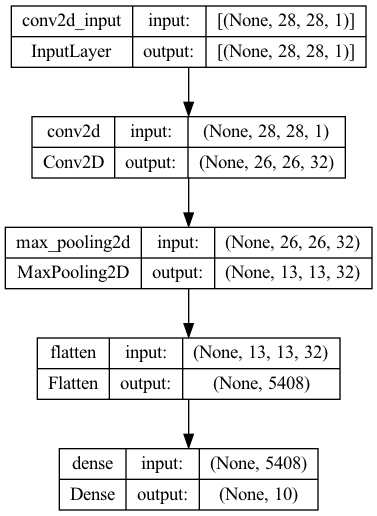 conv2d_input input: [(None, 28, 28, 1)]
InputLayer output: [(None, 28, 28, 1)]
conv2d input: (None, 28, 28, 1)
Conv2D output: (None, 26, 26, 32)
max_pooling2d input: (None, 26, 26, 32)
MaxPooling2D output: (None, 13, 13, 32)
flatten input: (None, 13, 13, 32)
Flatten output: (None, 5408)
dense input: (None, 5408)
Dense output: (None, 10)